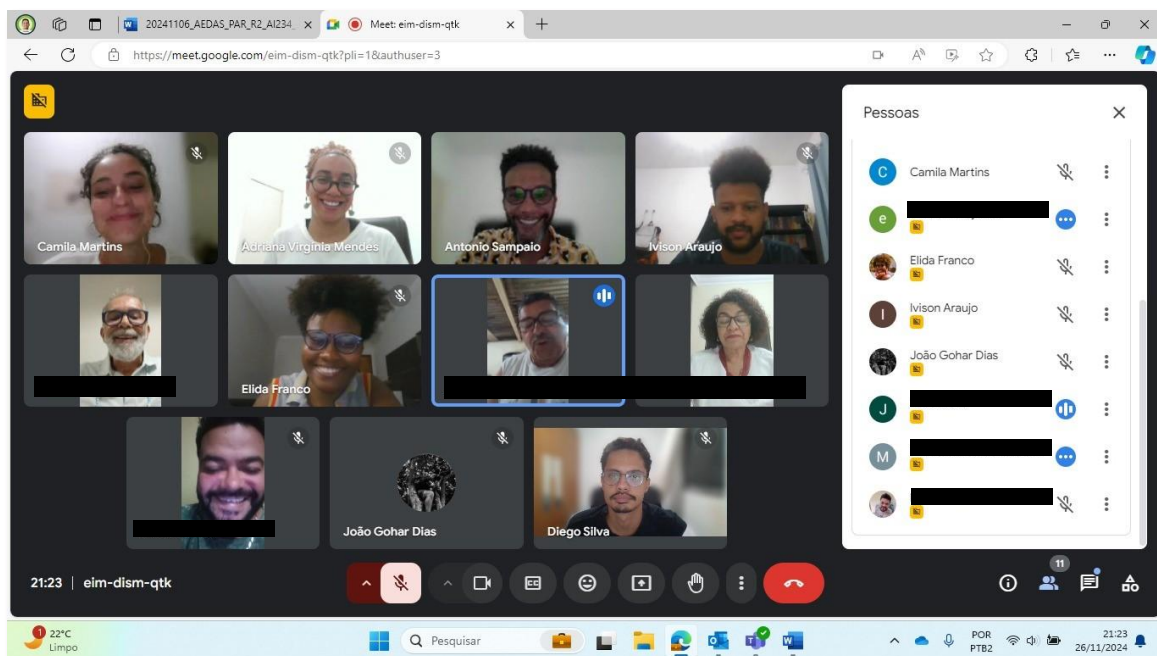 20241106_AEDAS_PAR_R2_AI234_
Meet: eim-dism-qtk
https://meet.google.com/eim-dism-qtk?pli=1&authuser=3
Camila Martins
Adriana Virginia Mendes
Antonio Sampaio
Ivison Araujo
Elida Franco
João Gohar Dias
Diego Silva
Pessoas
C Camila Martins
e
Elida Franco
I Ivison Araujo
João Gohar Dias
J
M
21:23 | eim-dism-qtk
CC
11
1
22°C
Limpo
Pesquisar
POR
PTB2
21:23
26/11/2024